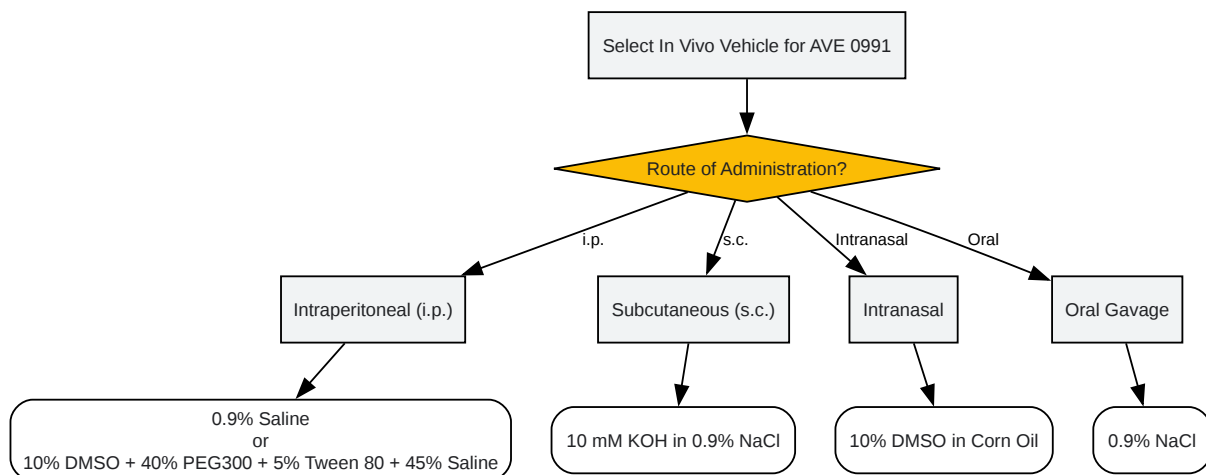 Select In Vivo Vehicle for AVE 0991
Route of Administration?
i.p.
s.c.
Intranasal
Oral
Intraperitoneal (i.p.)
Subcutaneous (s.c.)
Intranasal
Oral Gavage
0.9% Saline
or
10% DMSO + 40% PEG300 + 5% Tween 80 + 45% Saline
10 mM KOH in 0.9% NaCl
10% DMSO in Corn Oil
0.9% NaCl